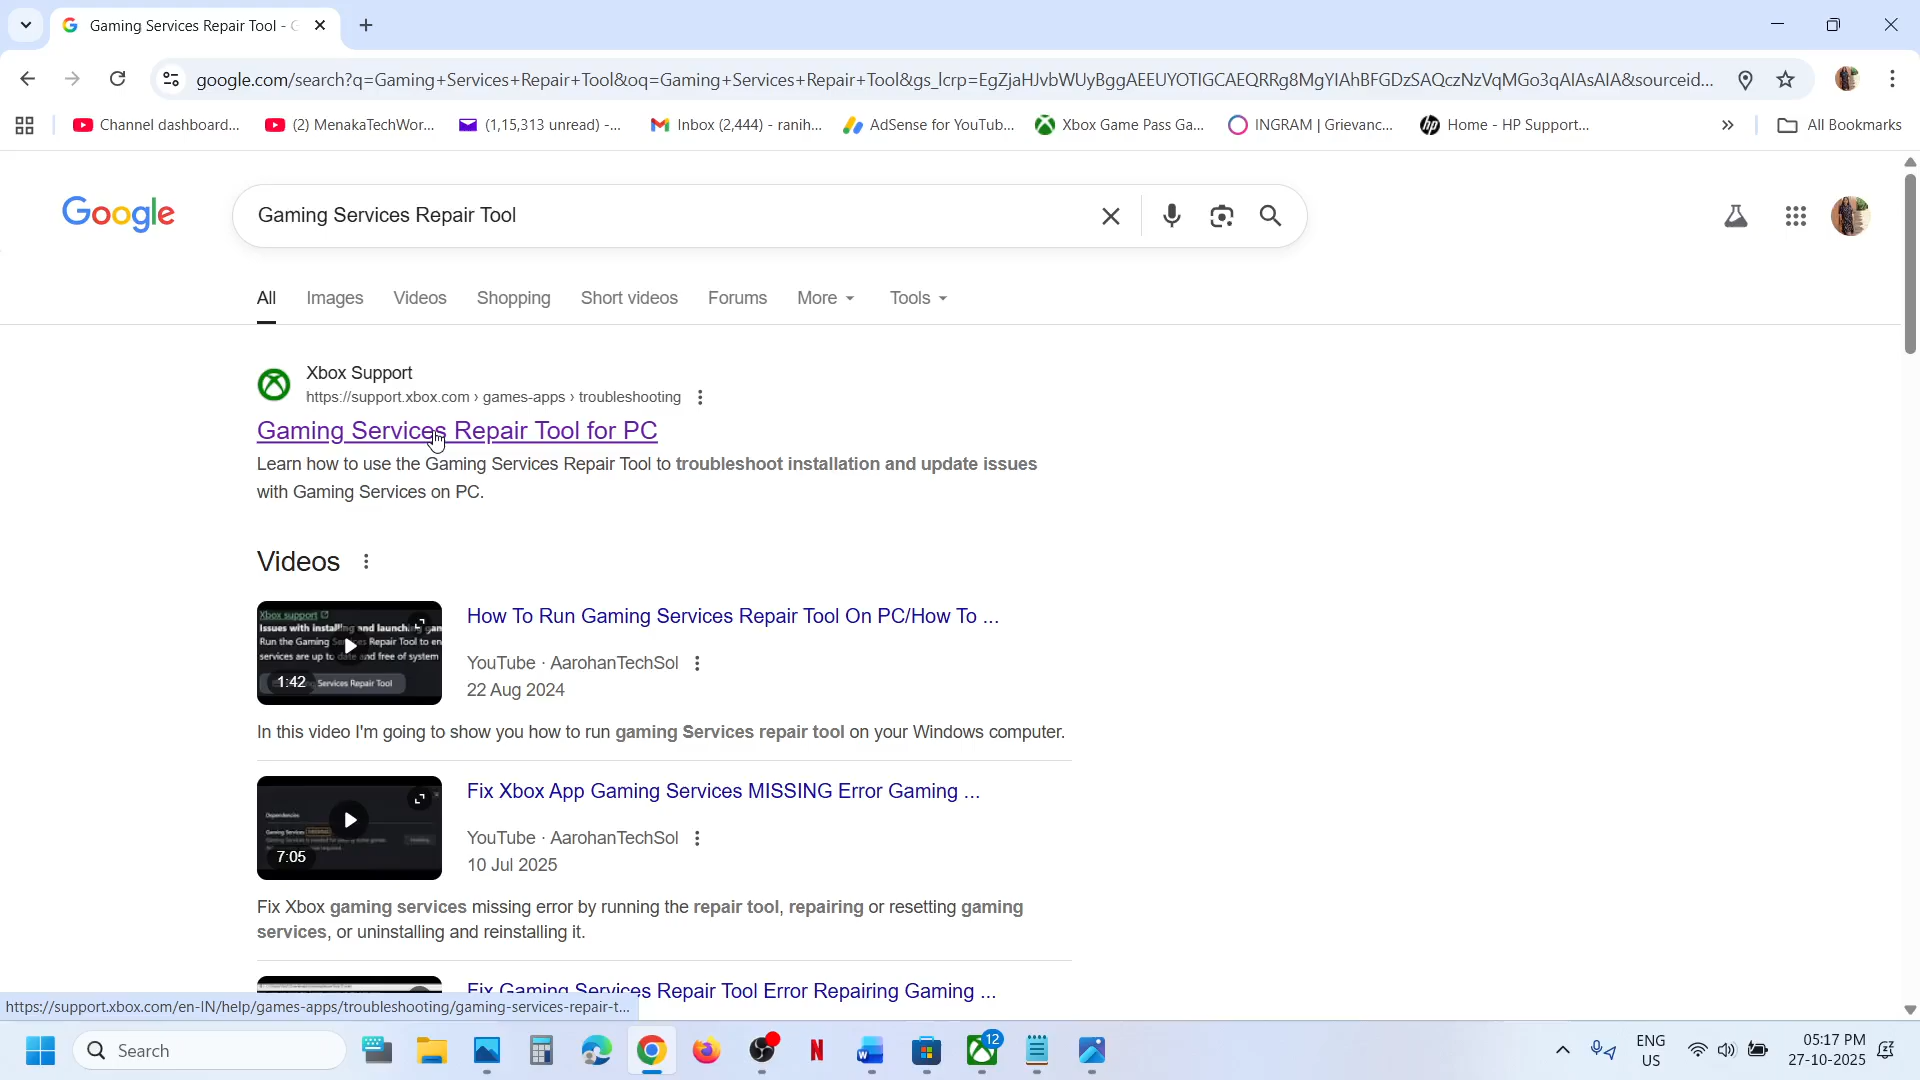 Gaming Services Repair Tool - G
google.com/search?q=Gaming+Services+Repair+Tool&oq=Gaming+Services+Repair+Tool&gs_lcrp=EgZjaHJvbWUyBggAEEUYOTIGCAEQRRg8MgYIAhBFGDzSAQczNzVqMGo3qAIAsAIA&sourceid...
Channel dashboard... (2) MenakaTechWor... (1,15,313 unread) -... Inbox (2,444) - ranih... AdSense for YouTub... Xbox Game Pass Ga... INGRAM | Grievanc... Home - HP Support... » All Bookmarks
Google
Gaming Services Repair Tool
All Images Videos Shopping Short videos Forums More Tools
Xbox Support
https://support.xbox.com › games-apps › troubleshooting
Gaming Services Repair Tool for PC
Learn how to use the Gaming Services Repair Tool to troubleshoot installation and update issues
with Gaming Services on PC.
Videos
Xbox support
Issues with installing and launching gam
Run the Gaming Services Repair Tool to en
services are up to date and free of system
Services Repair Tool
1:42
How To Run Gaming Services Repair Tool On PC/How To ...
YouTube · AarohanTechSol
22 Aug 2024
In this video I'm going to show you how to run gaming Services repair tool on your Windows computer.
Dependencies
Gaming Services
7:05
Fix Xbox App Gaming Services MISSING Error Gaming ...
YouTube · AarohanTechSol
10 Jul 2025
Fix Xbox gaming services missing error by running the repair tool, repairing or resetting gaming
services, or uninstalling and reinstalling it.
Fix Gaming Services Repair Tool Error Repairing Gaming ...
https://support.xbox.com/en-IN/help/games-apps/troubleshooting/gaming-services-repair-t...
Search
12
ENG
US
05:17 PM
27-10-2025